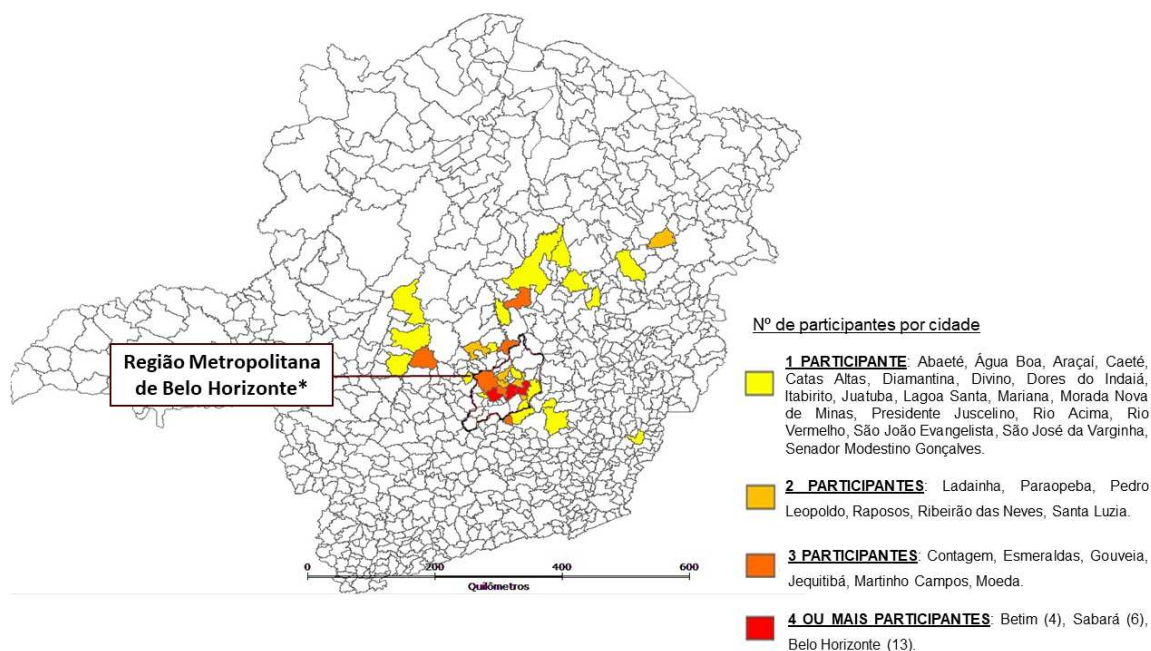 Região Metropolitana
de Belo Horizonte*
0 200 400 600
Quilômetros
Nº de participantes por cidade
1 PARTICIPANTE: Abaeté, Água Boa, Araçaí, Caeté,
Catas Altas, Diamantina, Divino, Dores do Indaiá,
Itabirito, Juatuba, Lagoa Santa, Mariana, Morada Nova
de Minas, Presidente Juscelino, Rio Acima, Rio
Vermelho, São João Evangelista, São José da Varginha,
Senador Modestino Gonçalves.
2 PARTICIPANTES: Ladainha, Paraopeba, Pedro
Leopoldo, Raposos, Ribeirão das Neves, Santa Luzia.
3 PARTICIPANTES: Contagem, Esmeraldas, Gouveia,
Jequitibá, Martinho Campos, Moeda.
4 OU MAIS PARTICIPANTES: Betim (4), Sabará (6),
Belo Horizonte (13).